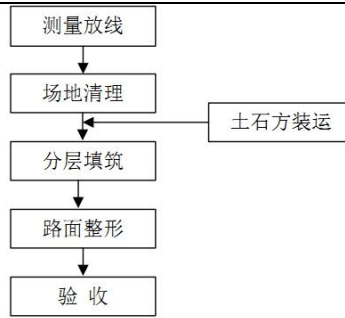 测量放线
场地清理
土石方装运
分层填筑
路面整形
验 收